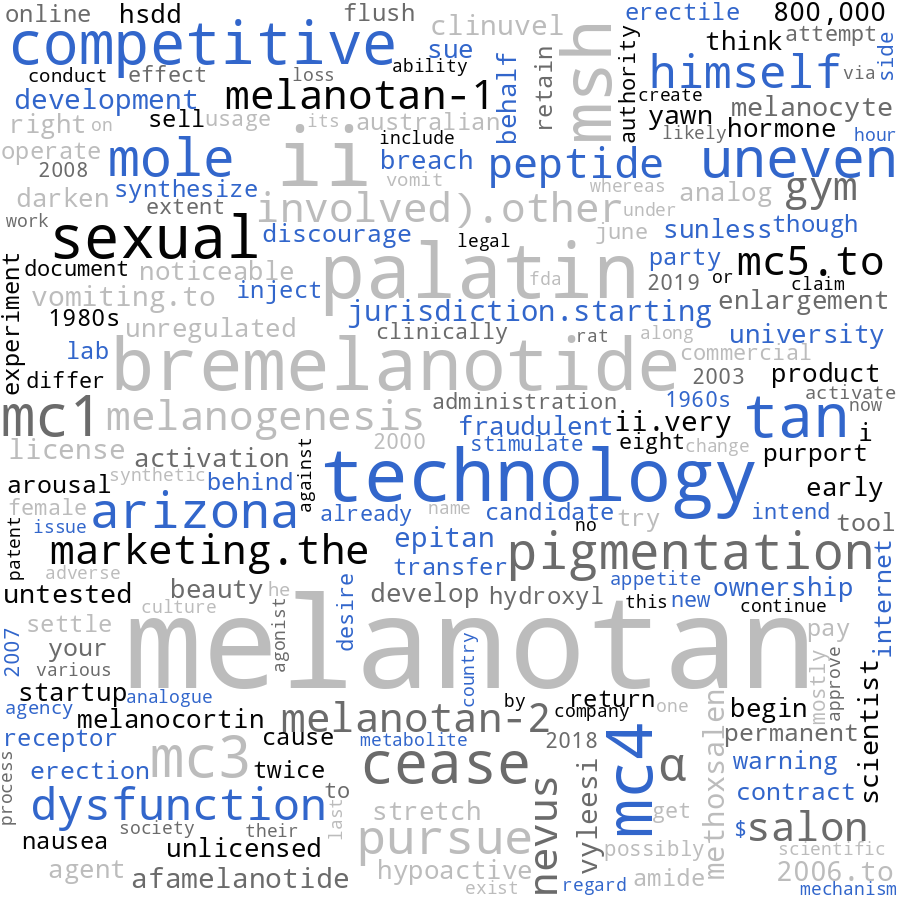 online hsdd flush erectile 800,000
competitive clinuvel think attempt
sue behalf retain msh authority himself side
conduct effect loss ability create via
development melanotan-1 yawn melanocyte
right on sell usage its australian include likely hormone hour
operate 2008 mole ii breach peptide uneven
vomit whereas
darken synthesize analog gym
work extent involved).other under
sexual discourage june sunless though
legal party mc5.to
experiment document noticeable palatin fda 2019 or claim
vomiting.to inject enlargement
1980s unregulated jurisdiction.starting
clinically rat along university
lab bremelanotide commercial
differ 2003 product
activate
mc1 melanogenesis administration 1960s tan now
fraudulent ii.very i
license 2000 stimulate eight change
activation purport
arousal synthetic behind against technology early
female arizona already name candidate try intend tool
patent issue no
marketing.the epitan pigmentation
adverse transfer
untested beauty he desire develop hydroxyl appetite ownership internet
culture agonist this new continue
2007 settle melanotan pay
your country mostly approve
various
startup analogue by return one scientist
agency melanocortin melanotan-2 company methoxsalen begin
receptor cause metabolite 2018 mc4 permanent
process erection mc3 twice cease α warning
nevus vyleesi contract
dysfunction to last stretch get
society their $ salon
nausea unlicensed pursue possibly scientific
agent afamelanotide hypoactive amide 2006.to
exist regard mechanism